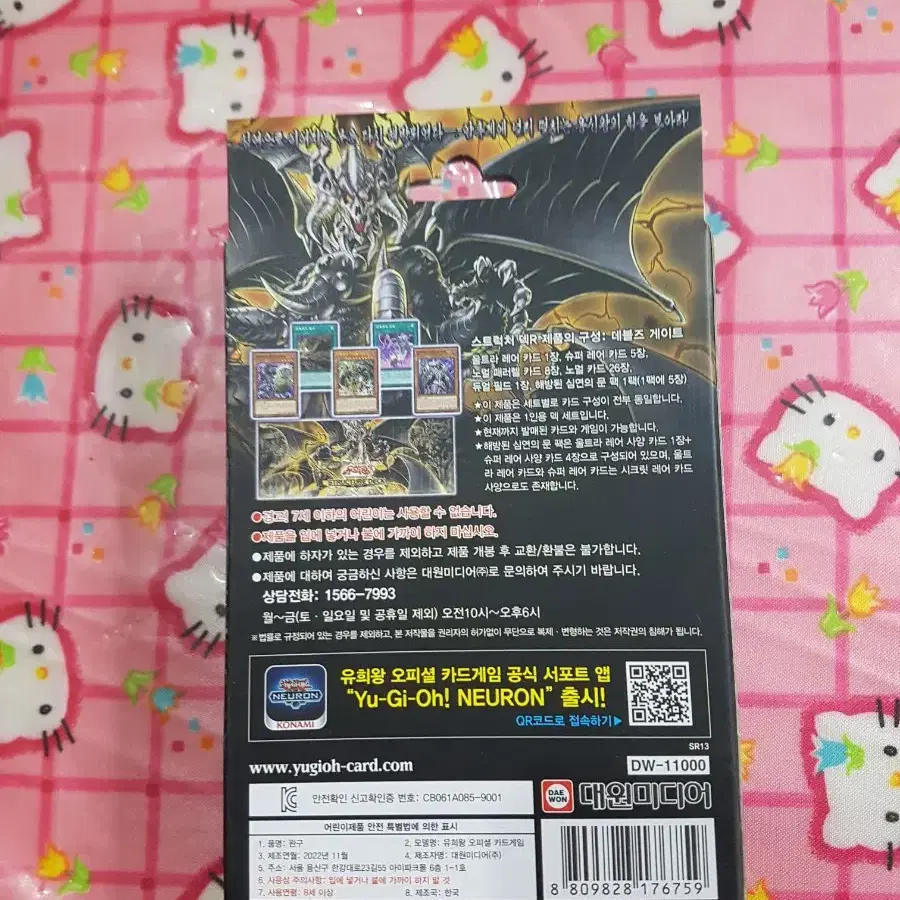 스트럭처 덱R 제품의 구성: 데블즈 게이트
울트라 레어 카드 1장, 슈퍼 레어 카드 5장,
노멀 패러렐 카드 8장, 노멀 카드 26장,
듀얼 필드 1장, 해방된 심연의 문 팩 1팩(1팩에 5장)
★이 제품은 세트별로 카드 구성이 전부 동일합니다.
★이 제품은 1인용 덱 세트입니다.
★현재까지 발매된 카드와 게임이 가능합니다.
★해방된 심연의 문 팩은 울트라 레어 사양 카드 1장+
슈퍼 레어 사양 카드 4장으로 구성되어 있으며, 울트
라 레어 카드와 슈퍼 레어 카드는 시크릿 레어 카드
사양으로도 존재합니다.
STRUCTURE DECK
●경고! 7세 이하의 어린이는 사용할 수 없습니다.
●제품을 입에 넣거나 불에 가까이 하지 마십시오.
●제품에 하자가 있는 경우를 제외하고 제품 개봉 후 교환/환불은 불가합니다.
●제품에 대하여 궁금하신 사항은 대원미디어㈜로 문의하여 주시기 바랍니다.
상담전화: 1566-7993
월~금(토·일요일 및 공휴일 제외) 오전10시~오후6시
※법률로 규정되어 있는 경우를 제외하고, 본 저작물을 권리자의 허가없이 무단으로 복제·변형하는 것은 저작권의 침해가 됩니다.
유희왕 오피셜 카드게임 공식 서포트 앱
“Yu-Gi-Oh! NEURON” 출시!
QR코드로 접속하기▶
NEURON
KONAMI
SR13
www.yugioh-card.com
DW-11000
안전확인 신고확인증 번호: CB061A085-9001
DAE WON
대원미디어
어린이제품 안전 특별법에 의한 표시
1. 품명: 완구
2. 모델명: 유희왕 오피셜 카드게임
3. 제조연월: 2022년 11월
4. 제조자명: 대원미디어(주)
5. 주소: 서울 용산구 한강대로23길55 아이파크몰 6층 1-1호
6. 사용상 주의사항: 입에 넣거나 불에 가까이 하지 말 것
7. 사용연령: 8세 이상
8. 제조국: 한국
8 809828 176759